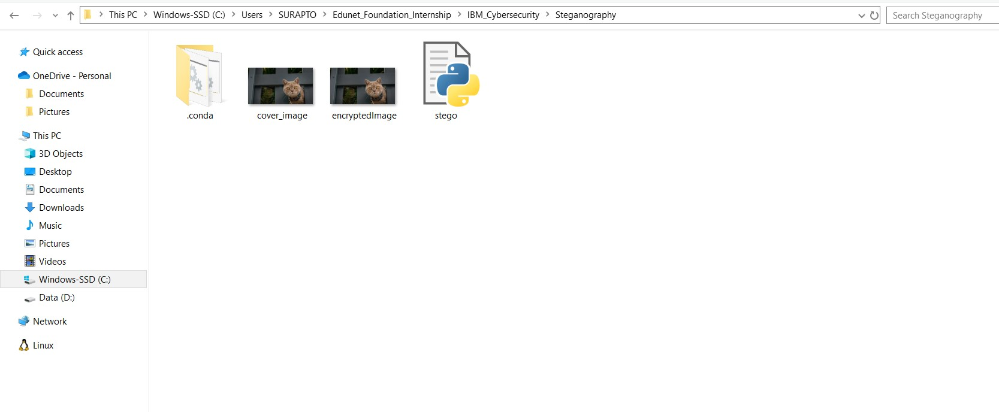 This PC > Windows-SSD (C:) > Users > SURAPTO > Edunet_Foundation_Internship > IBM_Cybersecurity > Steganography
Search Steganography
Quick access
OneDrive - Personal
Documents
Pictures
This PC
3D Objects
Desktop
Documents
Downloads
Music
Pictures
Videos
Windows-SSD (C:)
Data (D:)
Network
Linux
.conda
cover_image
encryptedImage
stego